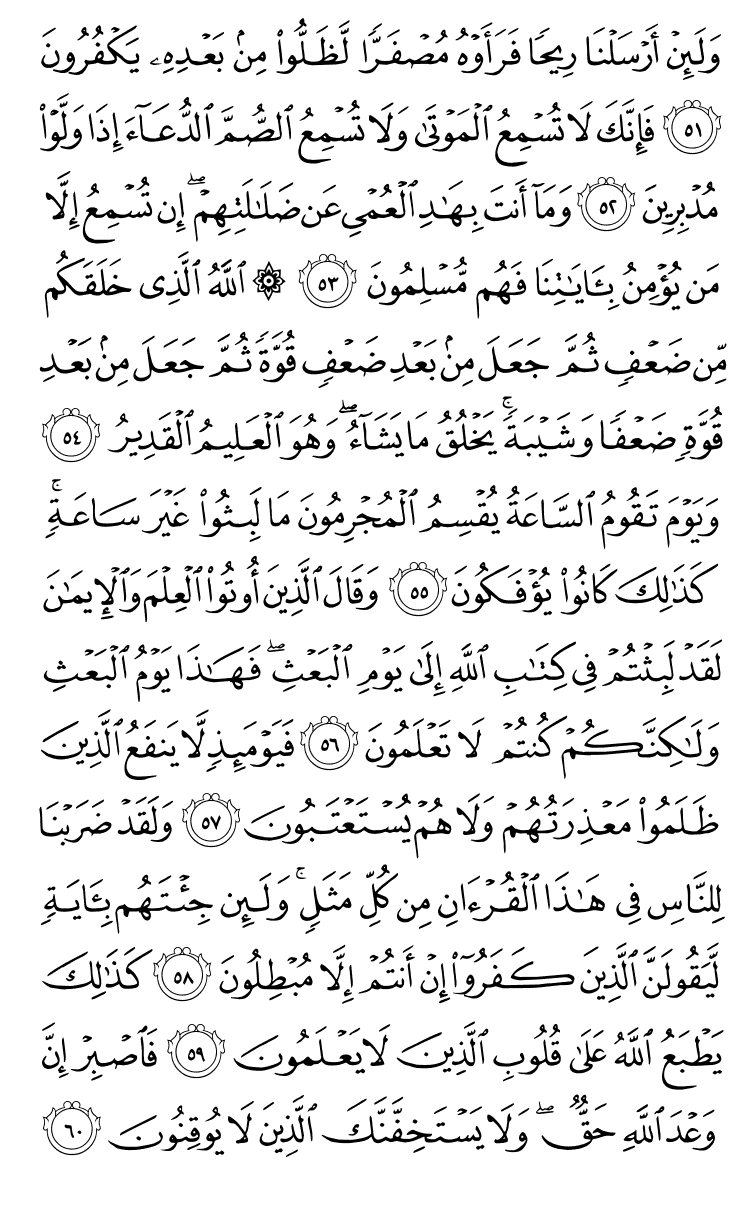 وَلَئِنۡ أَرۡسَلۡنَا رِيحٗا فَرَأَوۡهُ مُصۡفَرّٗا لَّظَلُّواْ مِنۢ بَعۡدِهِۦ يَكۡفُرُونَ
٥١ فَإِنَّكَ لَا تُسۡمِعُ ٱلۡمَوۡتَىٰ وَلَا تُسۡمِعُ ٱلصُّمَّ ٱلدُّعَآءَ إِذَا وَلَّوۡاْ
مُدۡبِرِينَ ٥٢ وَمَآ أَنتَ بِهَٰدِ ٱلۡعُمۡيِ عَن ضَلَٰلَتِهِمۡۖ إِن تُسۡمِعُ إِلَّا
مَن يُؤۡمِنُ بِـَٔايَٰتِنَا فَهُم مُّسۡلِمُونَ ٥٣ ۞ ٱللَّهُ ٱلَّذِي خَلَقَكُم
مِّن ضَعۡفٖ ثُمَّ جَعَلَ مِنۢ بَعۡدِ ضَعۡفٖ قُوَّةٗ ثُمَّ جَعَلَ مِنۢ بَعۡدِ
قُوَّةٖ ضَعۡفٗا وَشَيۡبَةٗۚ يَخۡلُقُ مَا يَشَآءُۖ وَهُوَ ٱلۡعَلِيمُ ٱلۡقَدِيرُ ٥٤
وَيَوۡمَ تَقُومُ ٱلسَّاعَةُ يُقۡسِمُ ٱلۡمُجۡرِمُونَ مَا لَبِثُواْ غَيۡرَ سَاعَةٖۚ
كَذَٰلِكَ كَانُواْ يُؤۡفَكُونَ ٥٥ وَقَالَ ٱلَّذِينَ أُوتُواْ ٱلۡعِلۡمَ وَٱلۡإِيمَٰنَ
لَقَدۡ لَبِثۡتُمۡ فِي كِتَٰبِ ٱللَّهِ إِلَىٰ يَوۡمِ ٱلۡبَعۡثِۖ فَهَٰذَا يَوۡمُ ٱلۡبَعۡثِ
وَلَٰكِنَّكُمۡ كُنتُمۡ لَا تَعۡلَمُونَ ٥٦ فَيَوۡمَئِذٖ لَّا يَنفَعُ ٱلَّذِينَ
ظَلَمُواْ مَعۡذِرَتُهُمۡ وَلَا هُمۡ يُسۡتَعۡتَبُونَ ٥٧ وَلَقَدۡ ضَرَبۡنَا
لِلنَّاسِ فِي هَٰذَا ٱلۡقُرۡءَانِ مِن كُلِّ مَثَلٖۚ وَلَئِن جِئۡتَهُم بِـَٔايَةٖ
لَّيَقُولَنَّ ٱلَّذِينَ كَفَرُوٓاْ إِنۡ أَنتُمۡ إِلَّا مُبۡطِلُونَ ٥٨ كَذَٰلِكَ
يَطۡبَعُ ٱللَّهُ عَلَىٰ قُلُوبِ ٱلَّذِينَ لَا يَعۡلَمُونَ ٥٩ فَٱصۡبِرۡ إِنَّ
وَعۡدَ ٱللَّهِ حَقّٞۖ وَلَا يَسۡتَخِفَّنَّكَ ٱلَّذِينَ لَا يُوقِنُونَ ٦٠